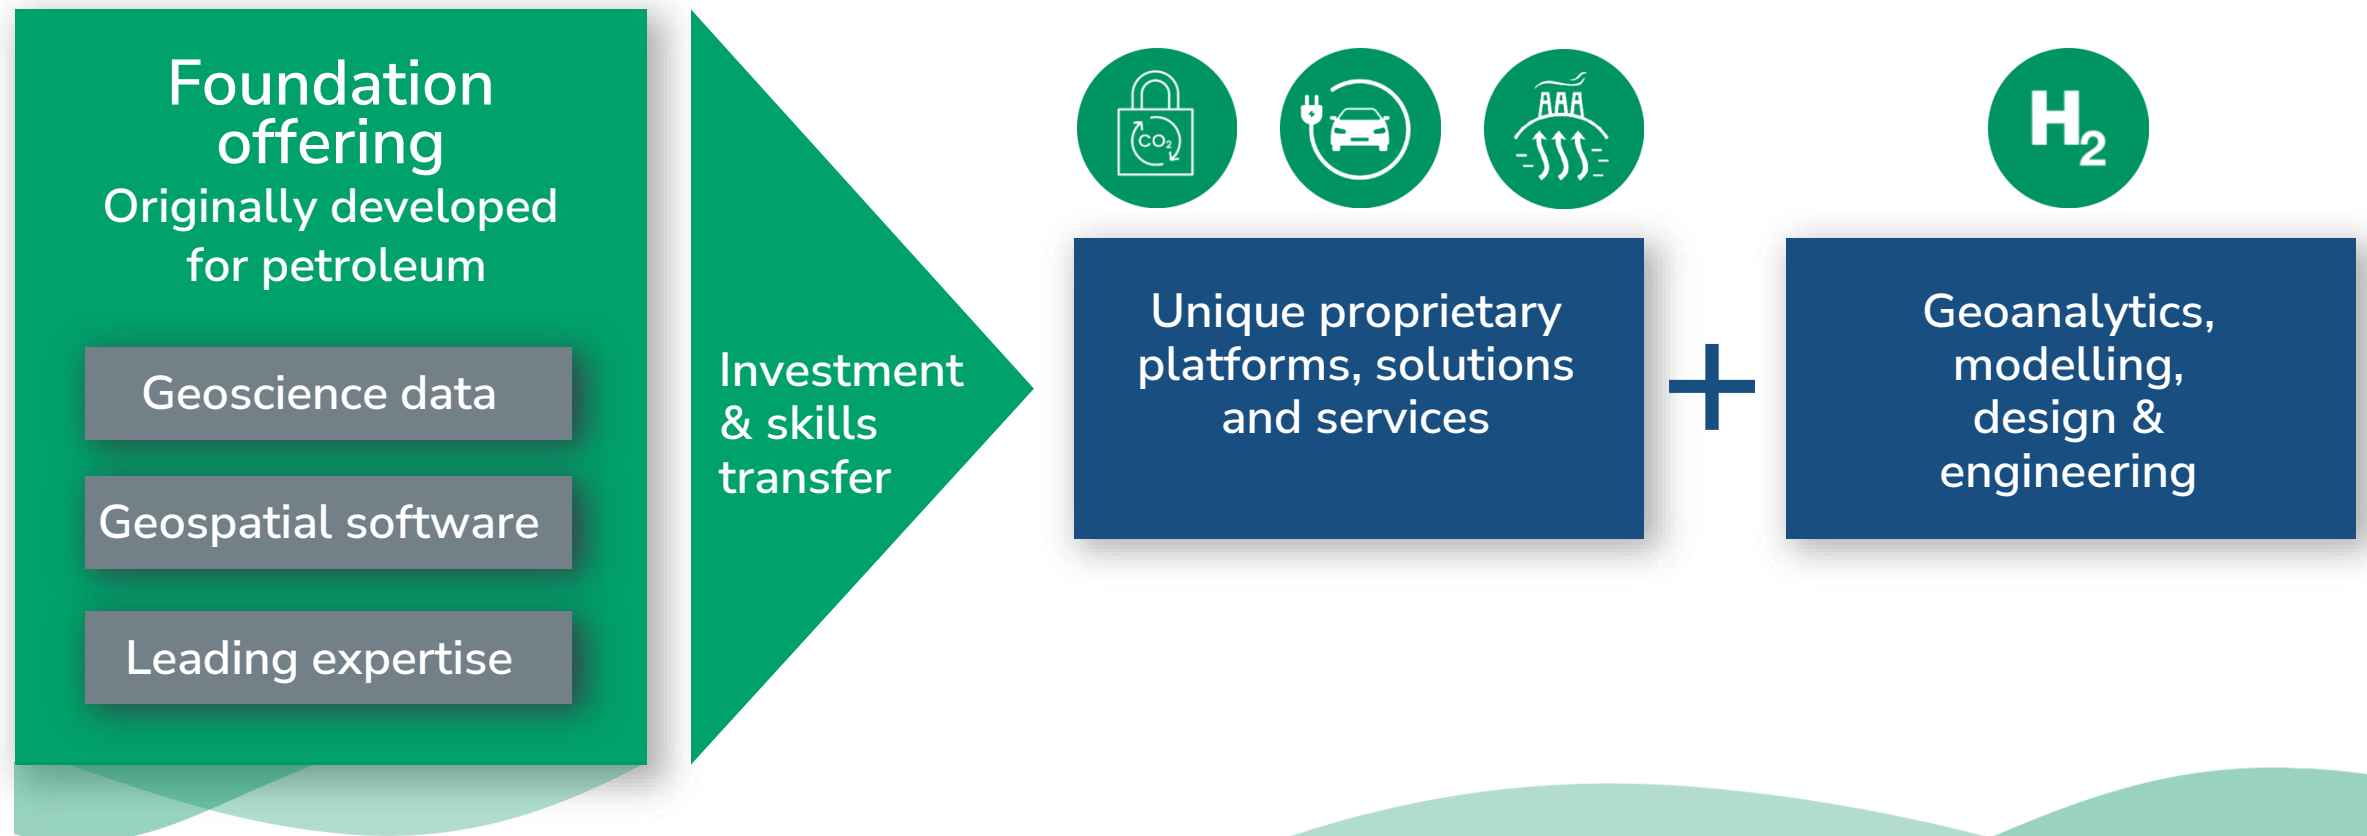 Foundation
offering
Originally developed
for petroleum
Geoscience data
Geospatial software
Leading expertise
Investment
& skills
transfer
CO₂
H₂
Unique proprietary
platforms, solutions
and services
+
Geoanalytics,
modelling,
design &
engineering